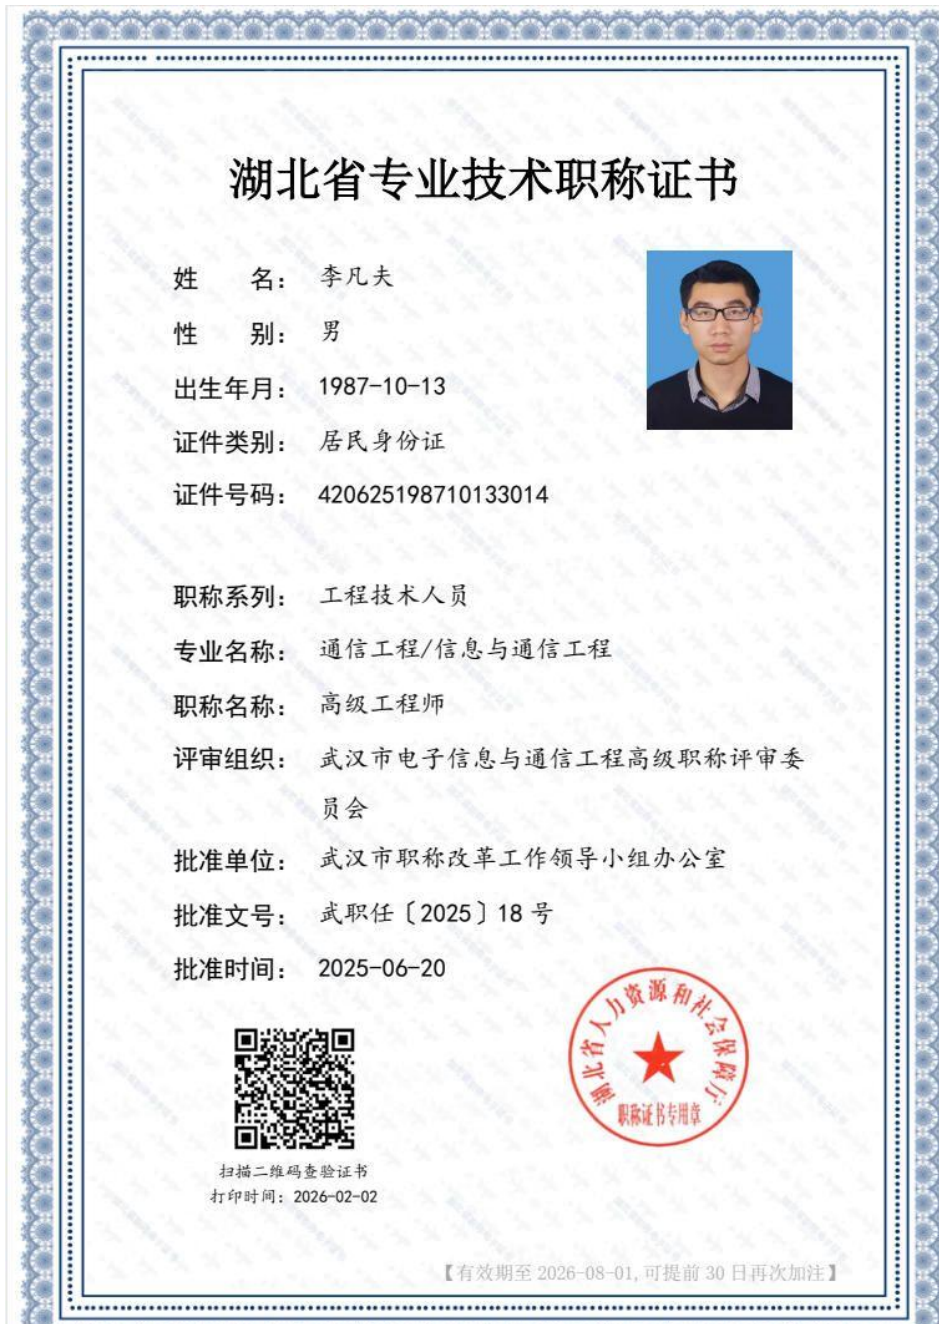 湖北省专业技术职称证书
姓　　名： 李凡夫
性　　别： 男
出生年月： 1987-10-13
证件类别： 居民身份证
证件号码： 420625198710133014
职称系列： 工程技术人员
专业名称： 通信工程/信息与通信工程
职称名称： 高级工程师
评审组织： 武汉市电子信息与通信工程高级职称评审委
员会
批准单位： 武汉市职称改革工作领导小组办公室
批准文号： 武职任〔2025〕18 号
批准时间： 2025-06-20
湖北省人力资源和社会保障厅
职称证书专用章
扫描二维码查验证书
打印时间：2026-02-02
【有效期至 2026-08-01,可提前 30 日再次加注】